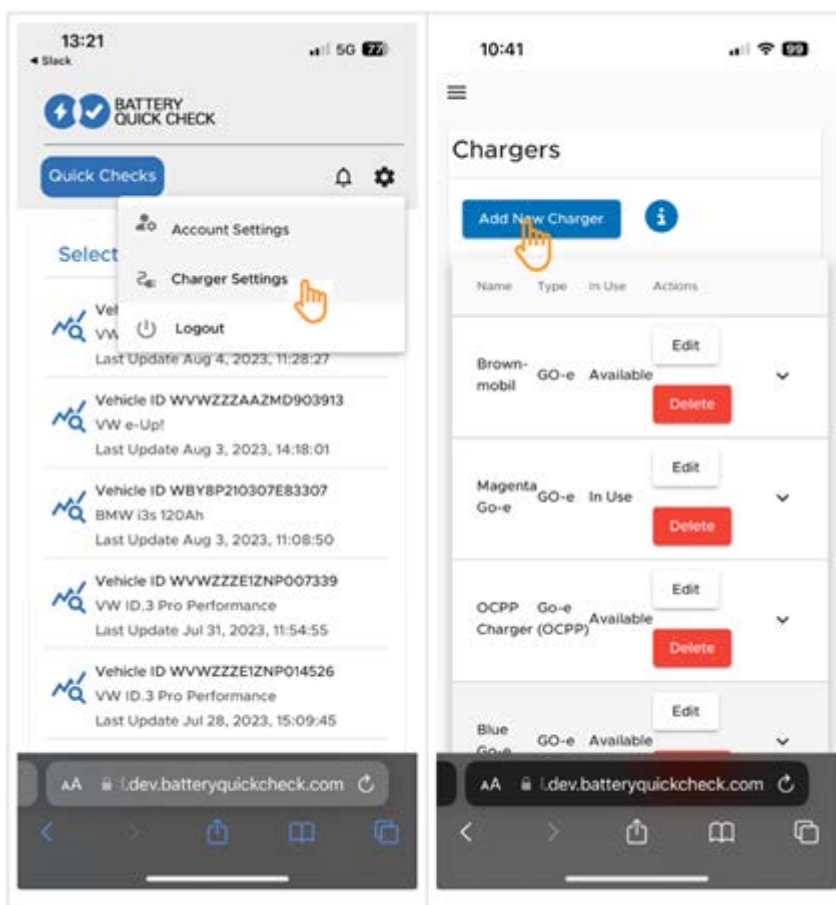 13:21
Slack
5G 77
BATTERY
QUICK CHECK
Quick Checks
Account Settings
Select
Charger Settings
Logout
Last Update Aug 4, 2023, 11:28:27
Vehicle ID WVWZZZAAZMD903913
VW e-Up!
Last Update Aug 3, 2023, 14:18:01
Vehicle ID WBY8P210307E83307
BMW i3s 120Ah
Last Update Aug 3, 2023, 11:08:50
Vehicle ID WVWZZZE1ZNP007339
VW ID.3 Pro Performance
Last Update Jul 31, 2023, 11:54:55
Vehicle ID WVWZZZE1ZNP014526
VW ID.3 Pro Performance
Last Update Jul 28, 2023, 15:09:45
AA l.dev.batteryquickcheck.com
10:41
99
Chargers
Add New Charger i
Name Type In Use Actions
Edit
Brown-
mobil GO-e Available
Delete
Edit
Magenta
Go-e GO-e In Use
Delete
Edit
OCPP Go-e
Charger (OCPP) Available
Delete
Edit
Blue
Go-e GO-e Available
AA l.dev.batteryquickcheck.com